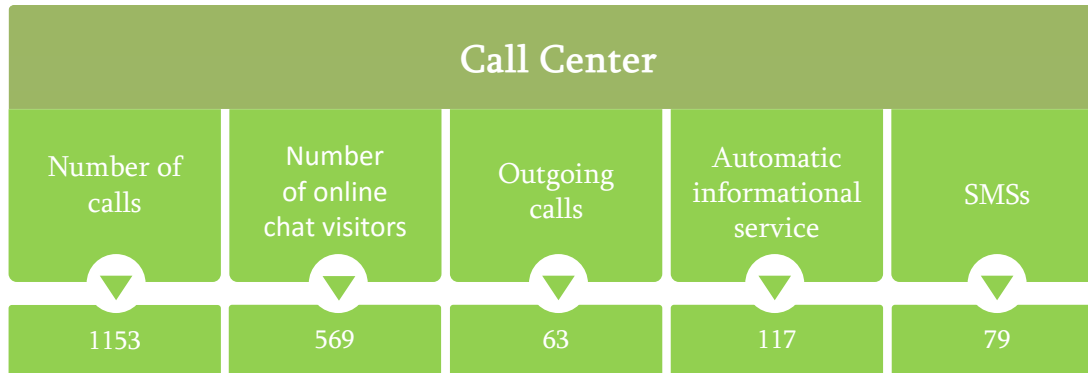 Call Center
Number of
calls
Number
of online
chat visitors
Outgoing
calls
Automatic
informational
service
SMSs
1153
569
63
117
79